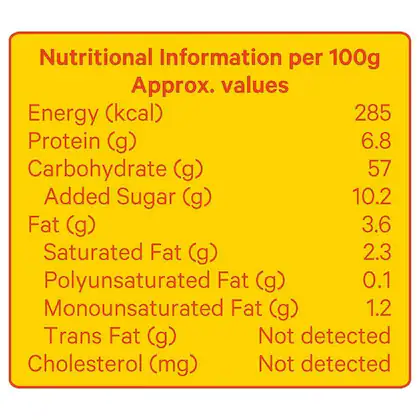 Nutritional Information per 100g
Approx. values
Energy (kcal) 285
Protein (g) 6.8
Carbohydrate (g) 57
Added Sugar (g) 10.2
Fat (g) 3.6
Saturated Fat (g) 2.3
Polyunsaturated Fat (g) 0.1
Monounsaturated Fat (g) 1.2
Trans Fat (g) Not detected
Cholesterol (mg) Not detected